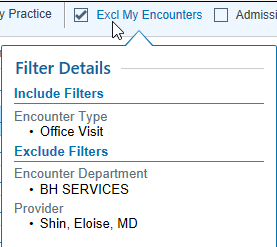 y Practice Excl My Encounters Admissi
Filter Details
Include Filters
Encounter Type
• Office Visit
Exclude Filters
Encounter Department
• BH SERVICES
Provider
• Shin, Eloise, MD